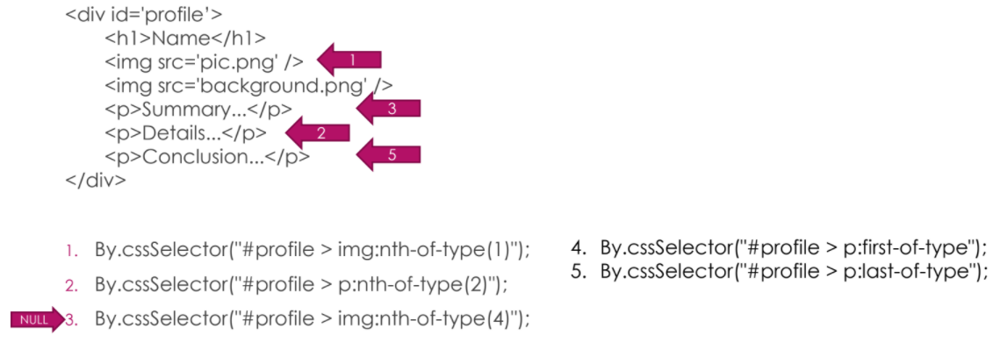 <div id='profile’>
<h1>Name</h1>
<img src='pic.png' />
1
<img src='background.png' />
<p>Summary...</p>
3
<p>Details...</p>
2
<p>Conclusion...</p>
5
</div>
1. By.cssSelector("#profile > img:nth-of-type(1)");
2. By.cssSelector("#profile > p:nth-of-type(2)");
NULL
3. By.cssSelector("#profile > img:nth-of-type(4)");
4. By.cssSelector("#profile > p:first-of-type");
5. By.cssSelector("#profile > p:last-of-type");